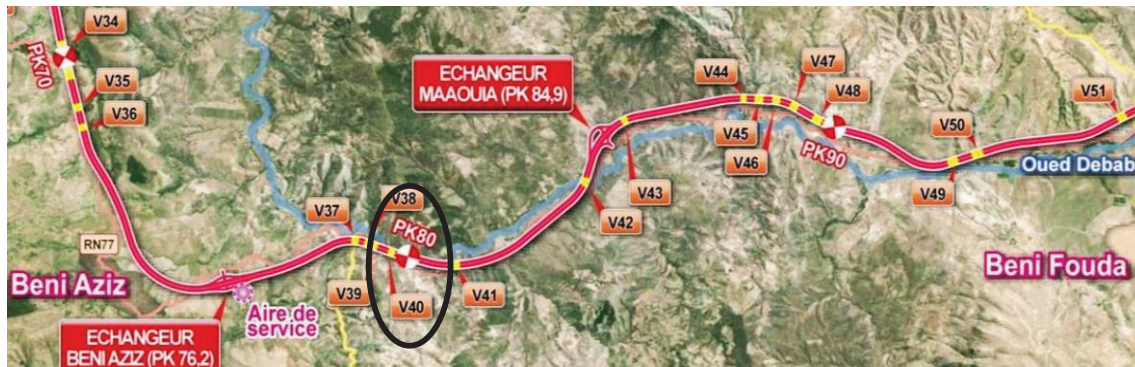 V34
PK70
V35
V36
ECHANGEUR
MAAOUIA (PK 84,9)
V44
V47
V48
V51
V45
V46
PK90
V50
Oued Debab
V49
V43
V42
V37
V38
PK80
RN77
Beni Aziz
Aire de
service
V39
V40
V41
Beni Fouda
ECHANGEUR
BENI AZIZ (PK 76,2)